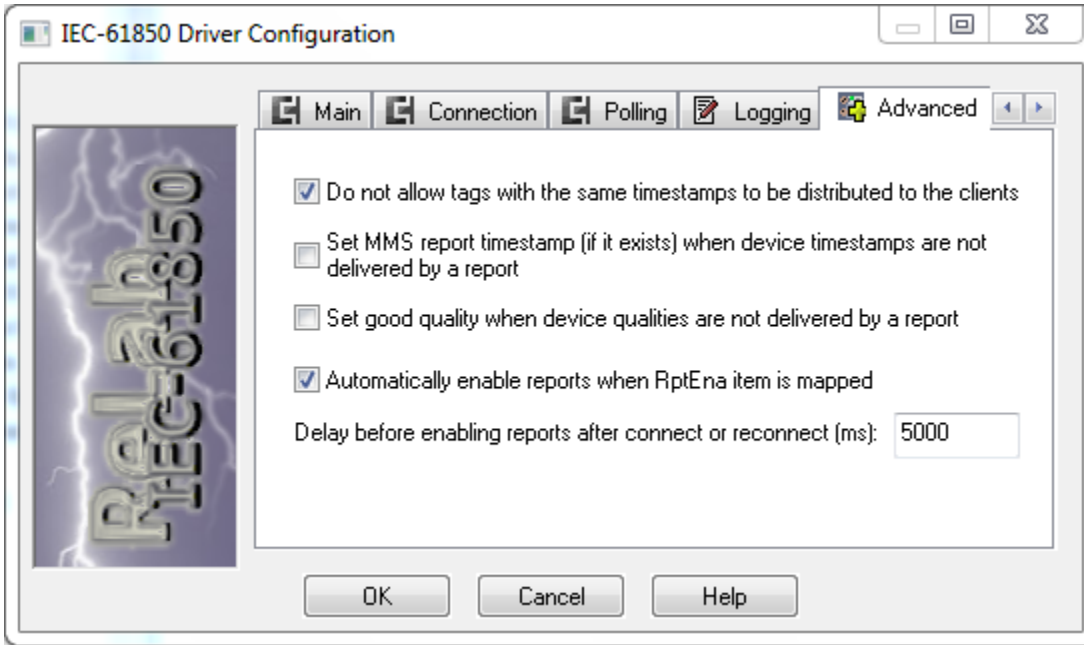 IEC-61850 Driver Configuration
Main Connection Polling Logging Advanced
RelabIEC-61850
Do not allow tags with the same timestamps to be distributed to the clients
Set MMS report timestamp (if it exists) when device timestamps are not
delivered by a report
Set good quality when device qualities are not delivered by a report
Automatically enable reports when RptEna item is mapped
Delay before enabling reports after connect or reconnect (ms): 5000
OK Cancel Help